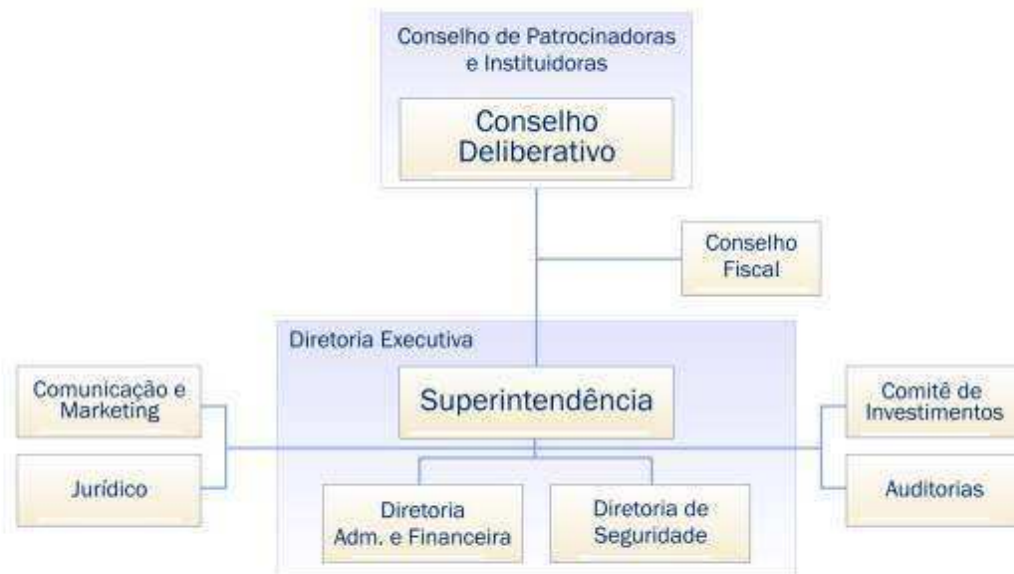 Conselho de Patrocinadoras
e Instituidoras
Conselho
Deliberativo
Conselho
Fiscal
Diretoria Executiva
Comunicação e
Marketing
Superintendência
Comitê de
Investimentos
Jurídico
Diretoria
Adm. e Financeira
Diretoria de
Seguridade
Auditorias